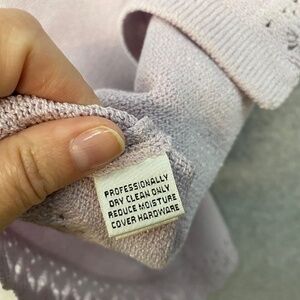 PROFESSIONALLY
DRY CLEAN ONLY
REDUCE MOISTURE
COVER HARDWARE